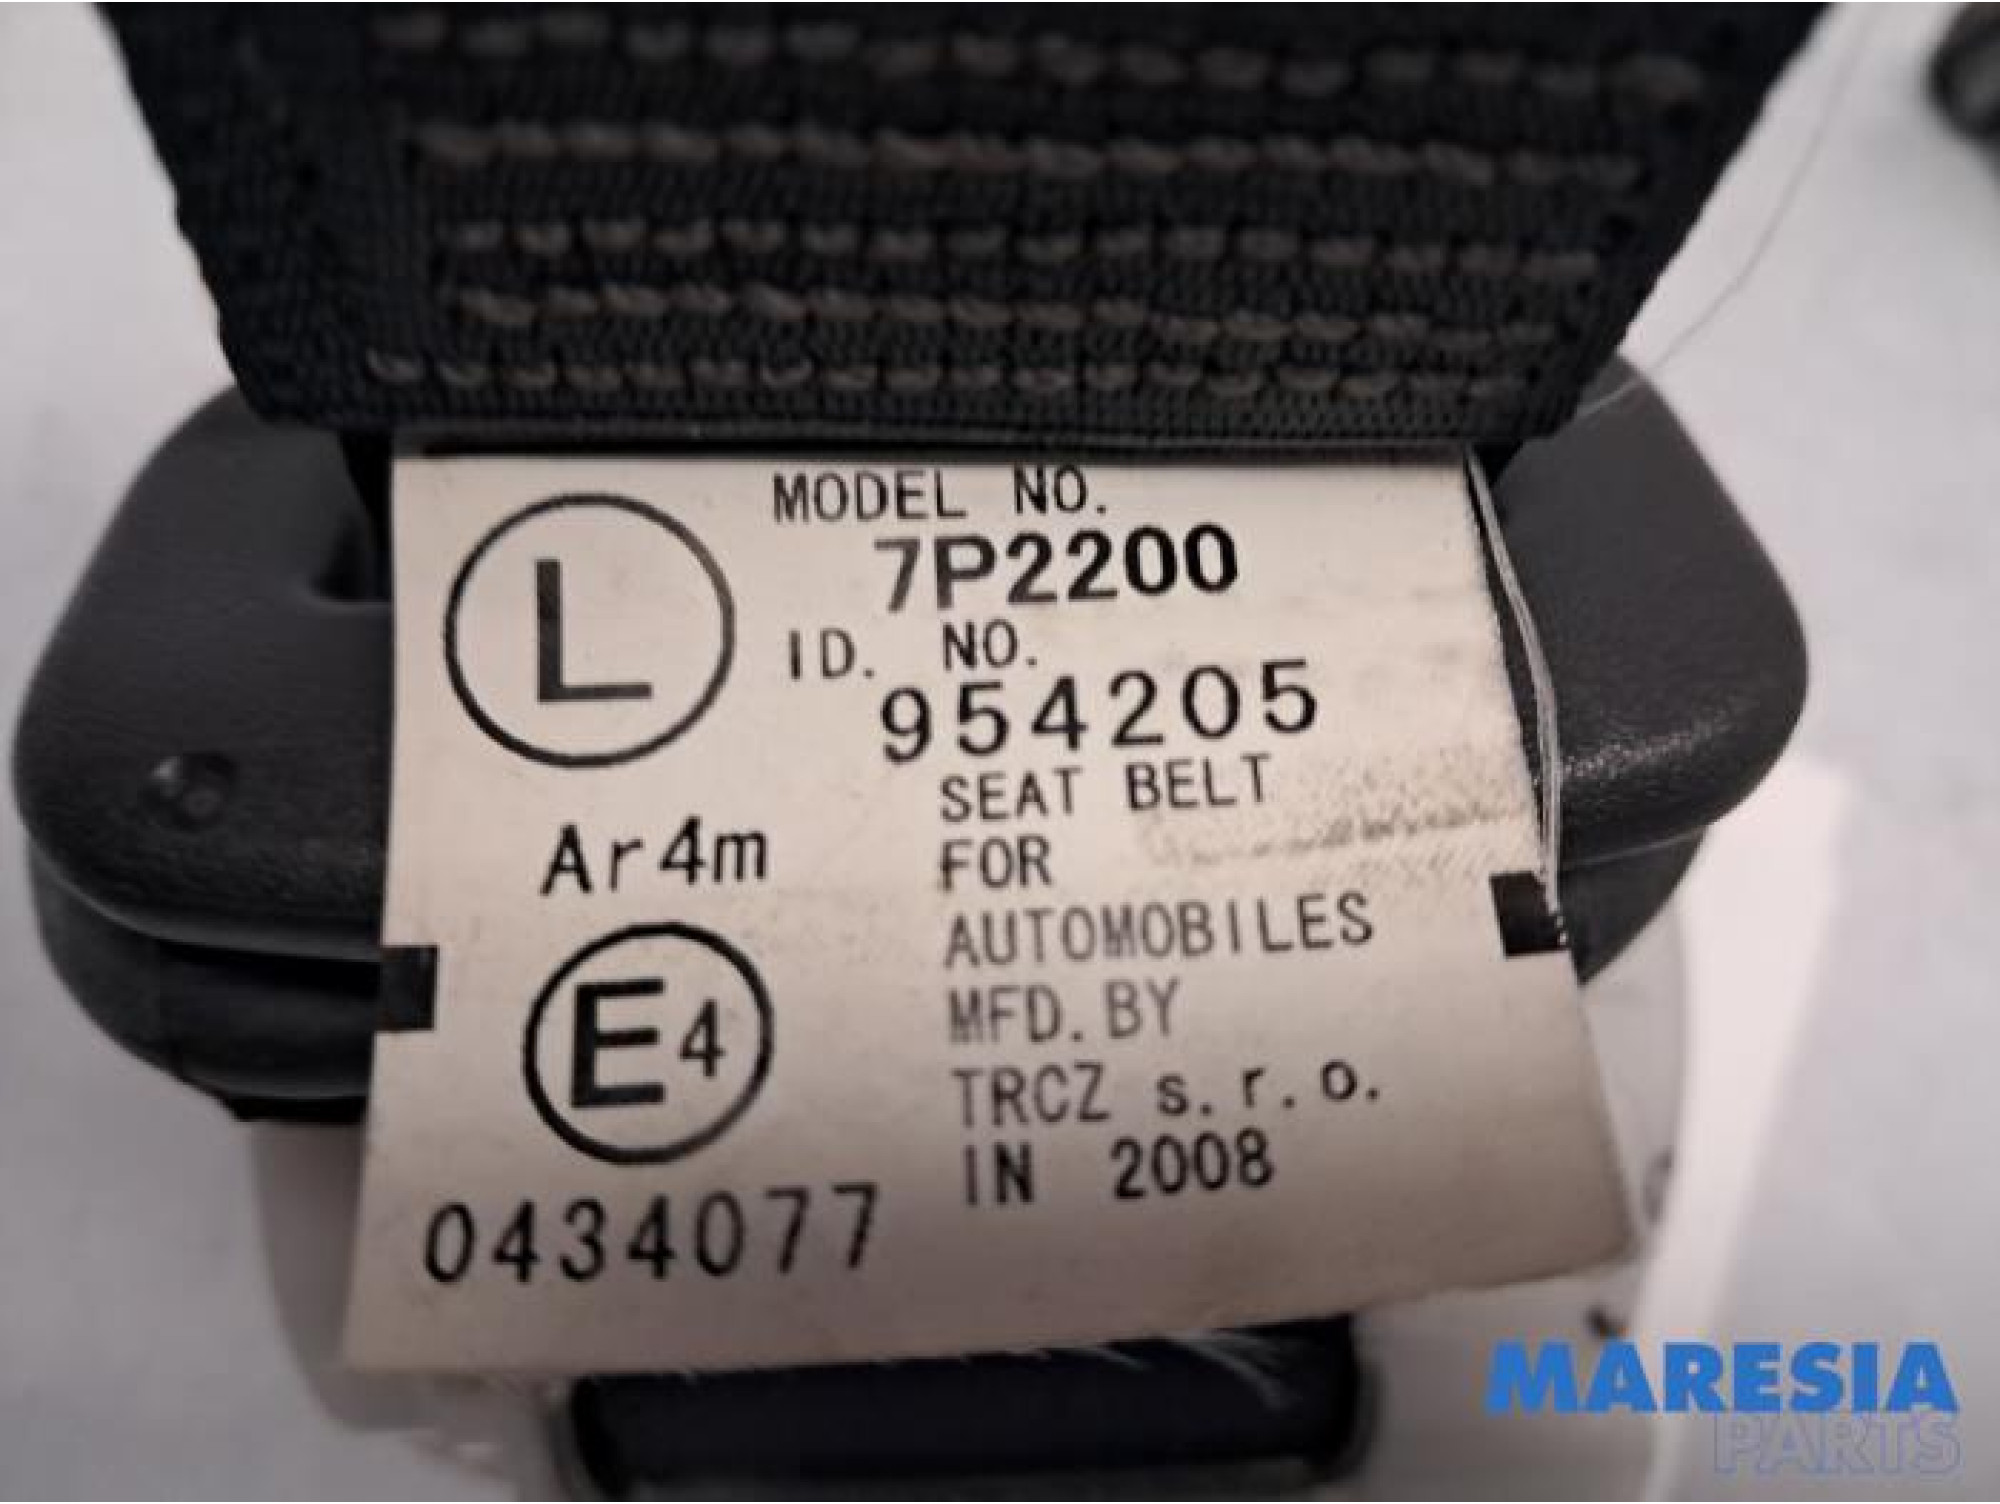 MODEL NO.
7P2200
L
ID. NO.
954205
SEAT BELT
FOR
AUTOMOBILES
MFD. BY
TRCZ s.r.o.
IN 2008
Ar4m
E4
0434077
MARESIA
PARTS